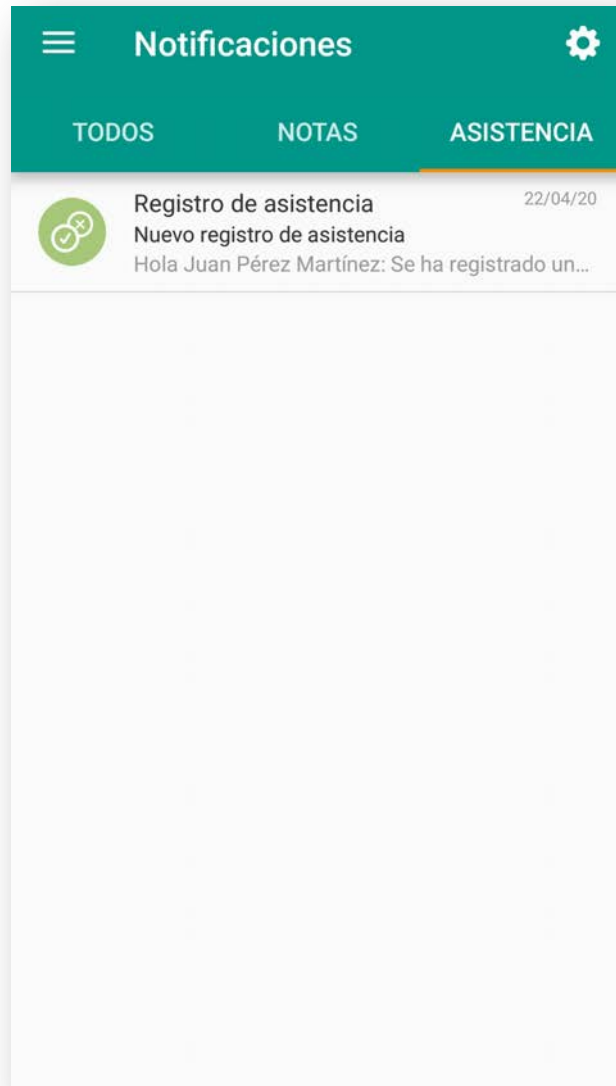 Notificaciones
TODOS NOTAS ASISTENCIA
Registro de asistencia 22/04/20
Nuevo registro de asistencia
Hola Juan Pérez Martínez: Se ha registrado un...